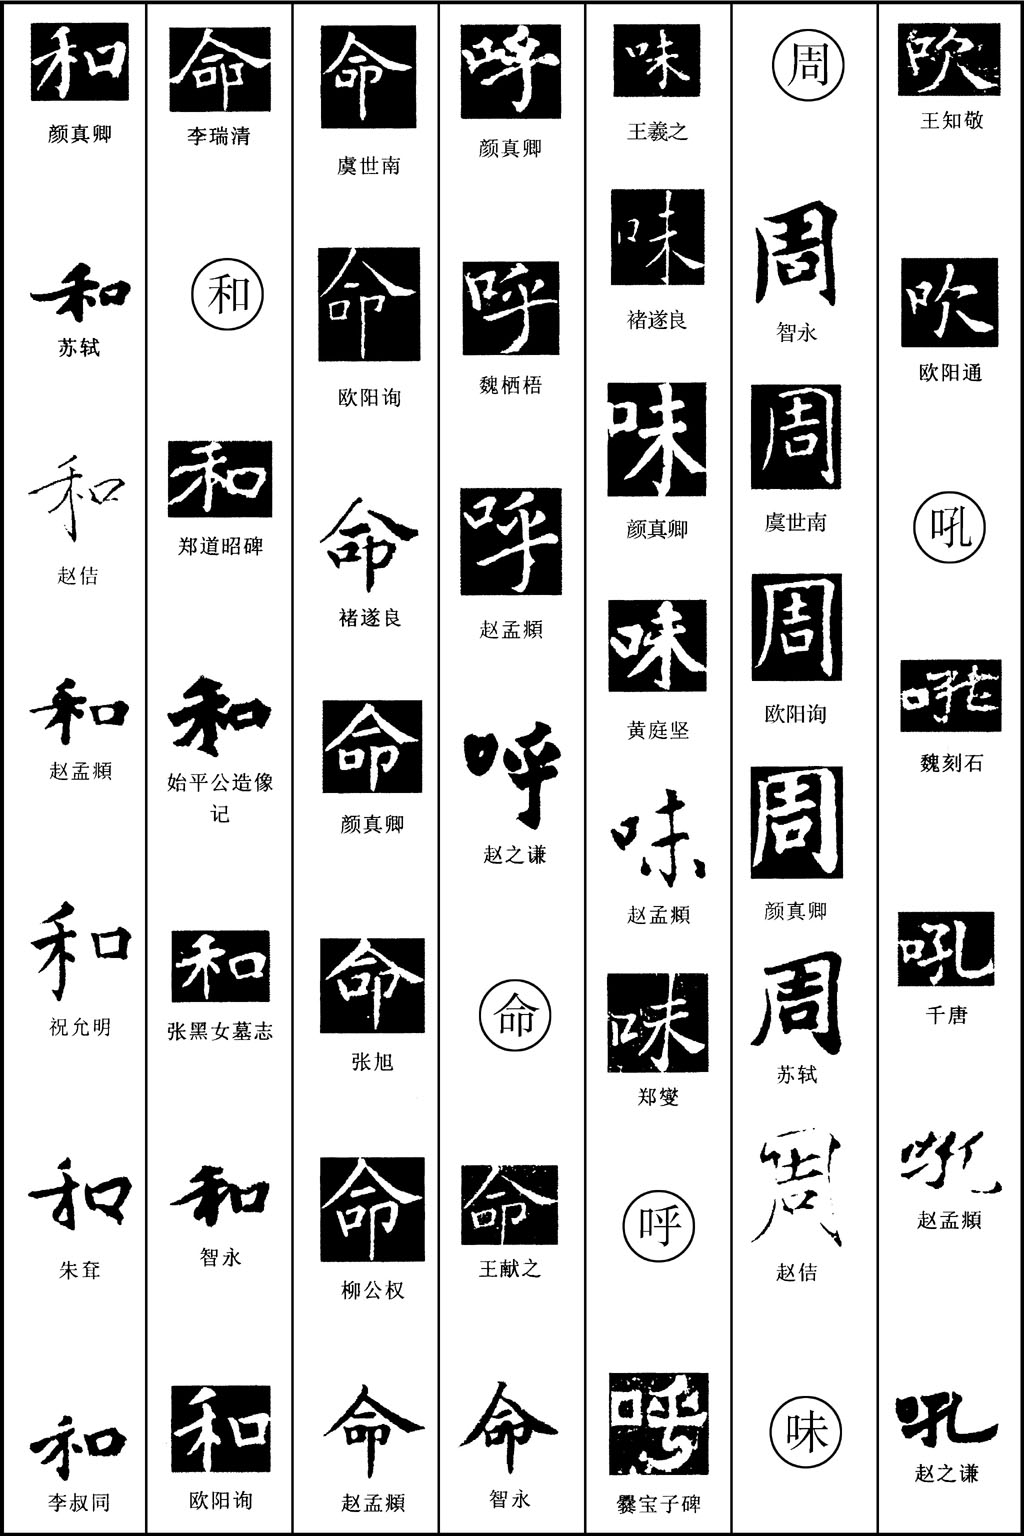 吹
王知敬
吹
欧阳通
吼
吼
魏刻石
吼
千唐
吼
赵孟頫
吼
赵之谦
周
周
智永
周
虞世南
周
欧阳询
周
颜真卿
周
苏轼
周
赵佶
味
味
王羲之
味
褚遂良
味
颜真卿
味
黄庭坚
味
赵孟頫
味
郑燮
呼
呼
爨宝子碑
呼
颜真卿
呼
魏栖梧
呼
赵孟頫
呼
赵之谦
命
命
王献之
命
智永
命
虞世南
命
欧阳询
命
褚遂良
命
颜真卿
命
张旭
命
柳公权
命
赵孟頫
命
李瑞清
和
和
郑道昭碑
和
始平公造像
记
和
张黑女墓志
和
智永
和
欧阳询
和
颜真卿
和
苏轼
和
赵佶
和
赵孟頫
和
祝允明
和
朱耷
和
李叔同